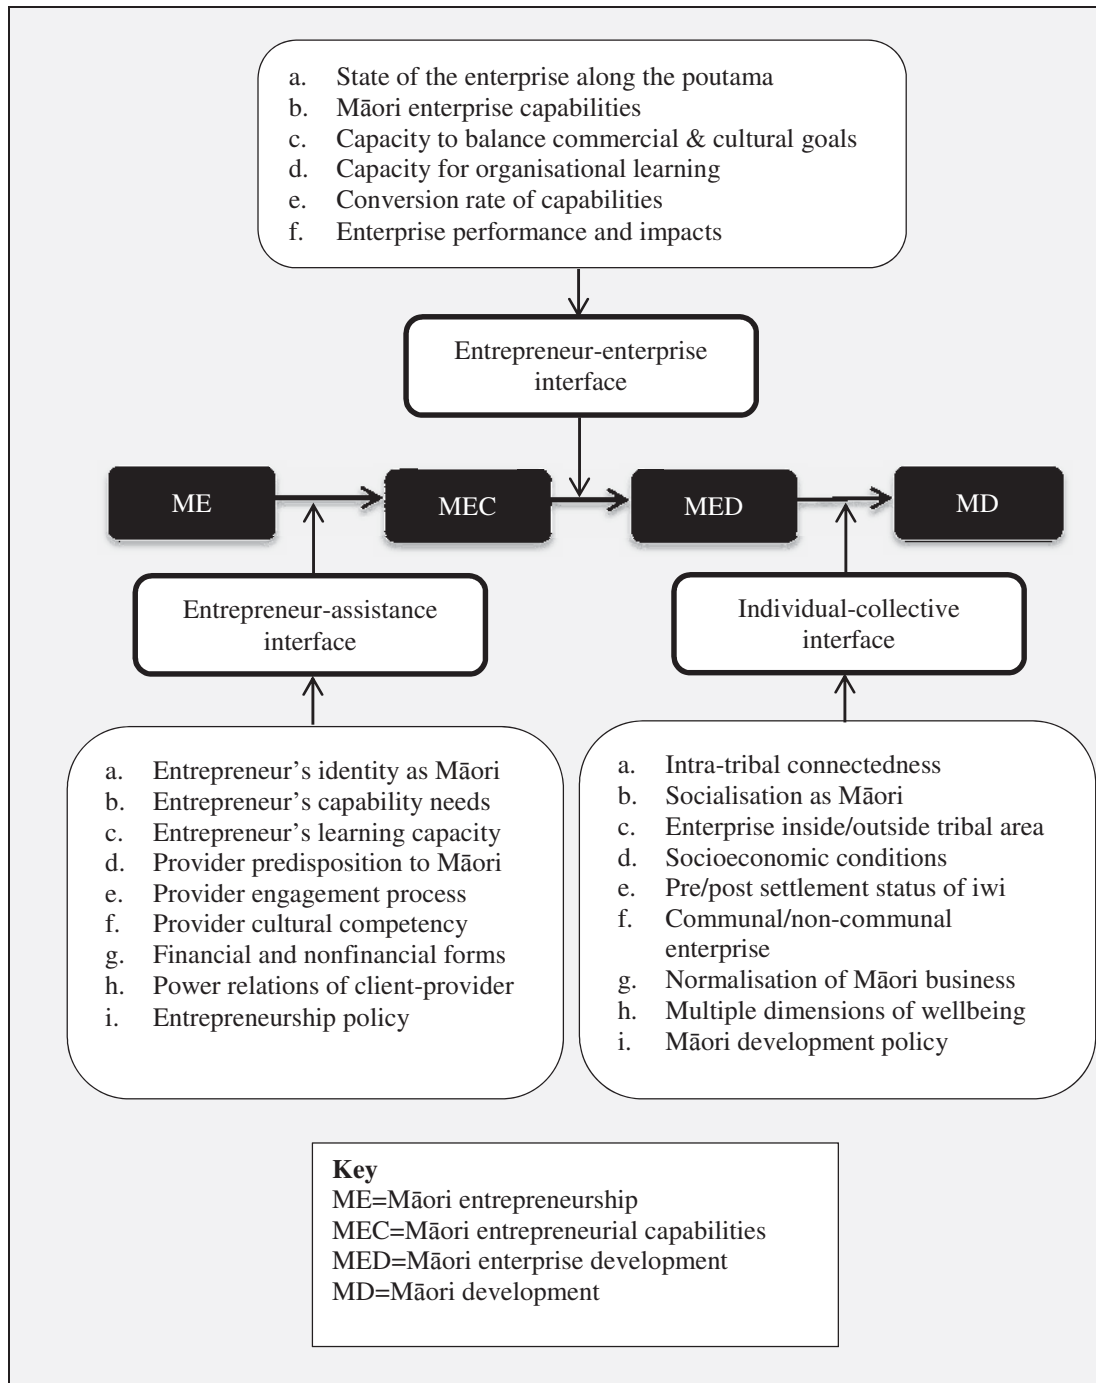 a. State of the enterprise along the poutama
b. Māori enterprise capabilities
c. Capacity to balance commercial & cultural goals
d. Capacity for organisational learning
e. Conversion rate of capabilities
f. Enterprise performance and impacts
Entrepreneur-enterprise
interface
ME
MEC
MED
MD
Entrepreneur-assistance
interface
Individual-collective
interface
a. Entrepreneur’s identity as Māori
b. Entrepreneur’s capability needs
c. Entrepreneur’s learning capacity
d. Provider predisposition to Māori
e. Provider engagement process
f. Provider cultural competency
g. Financial and nonfinancial forms
h. Power relations of client-provider
i. Entrepreneurship policy
a. Intra-tribal connectedness
b. Socialisation as Māori
c. Enterprise inside/outside tribal area
d. Socioeconomic conditions
e. Pre/post settlement status of iwi
f. Communal/non-communal
enterprise
g. Normalisation of Māori business
h. Multiple dimensions of wellbeing
i. Māori development policy
Key
ME=Māori entrepreneurship
MEC=Māori entrepreneurial capabilities
MED=Māori enterprise development
MD=Māori development